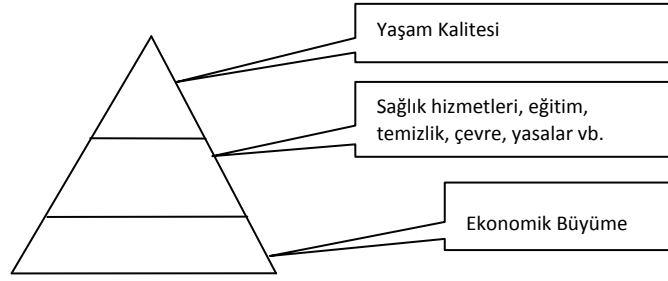 Yaşam Kalitesi
Sağlık hizmetleri, eğitim,
temizlik, çevre, yasalar vb.
Ekonomik Büyüme